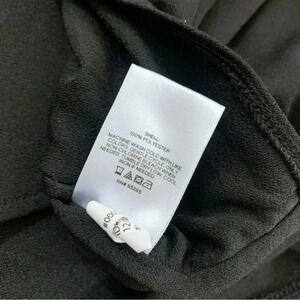 SHELL:
100% POLYESTER
MACHINE WASH COLD WITH LIKE
COLORS. GENTLE CYCLE. ONLY
NON CHLORINE BLEACH WHEN
NEEDED. TUMBLE DRY LOW. COOL
IRON IF NEEDED
RN# 55285